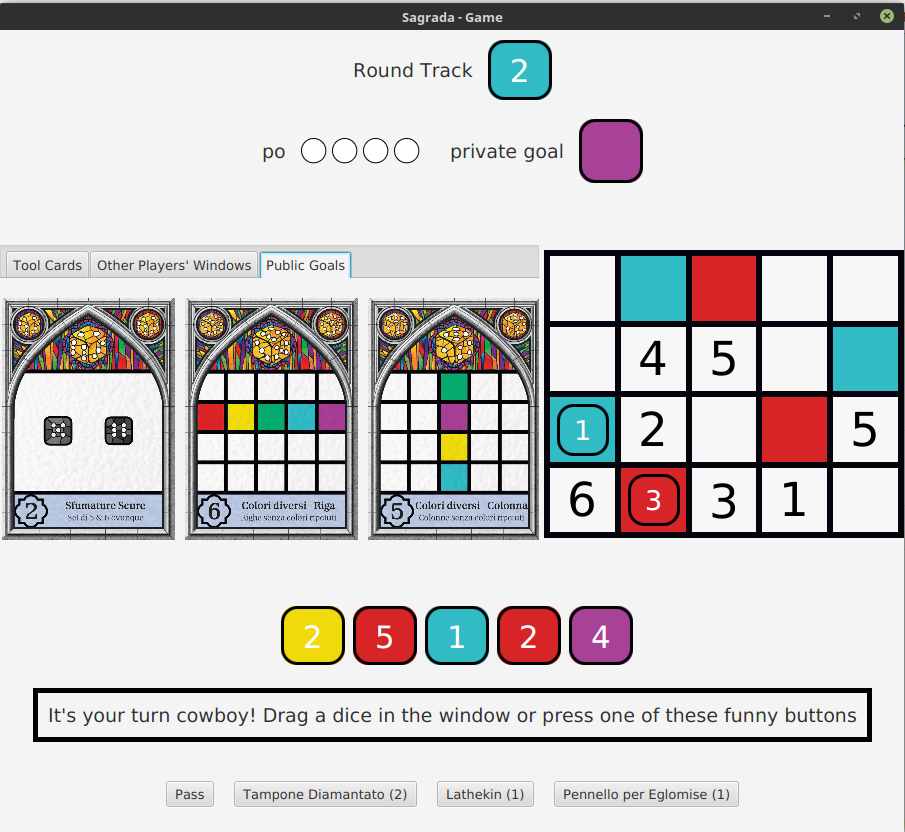 Sagrada - Game
Round Track 2
po private goal
Tool Cards Other Players' Windows Public Goals
2 Sfumature Scure
Set di 5 & 6 ovunque
6 Colori diversi - Riga
Righe senza colori ripetuti
5 Colori diversi - Colonna
Colonne senza colori ripetuti
4 5
1 2 5
6 3 3 1
2 5 1 2 4
It's your turn cowboy! Drag a dice in the window or press one of these funny buttons
Pass Tampone Diamantato (2) Lathekin (1) Pennello per Eglomise (1)